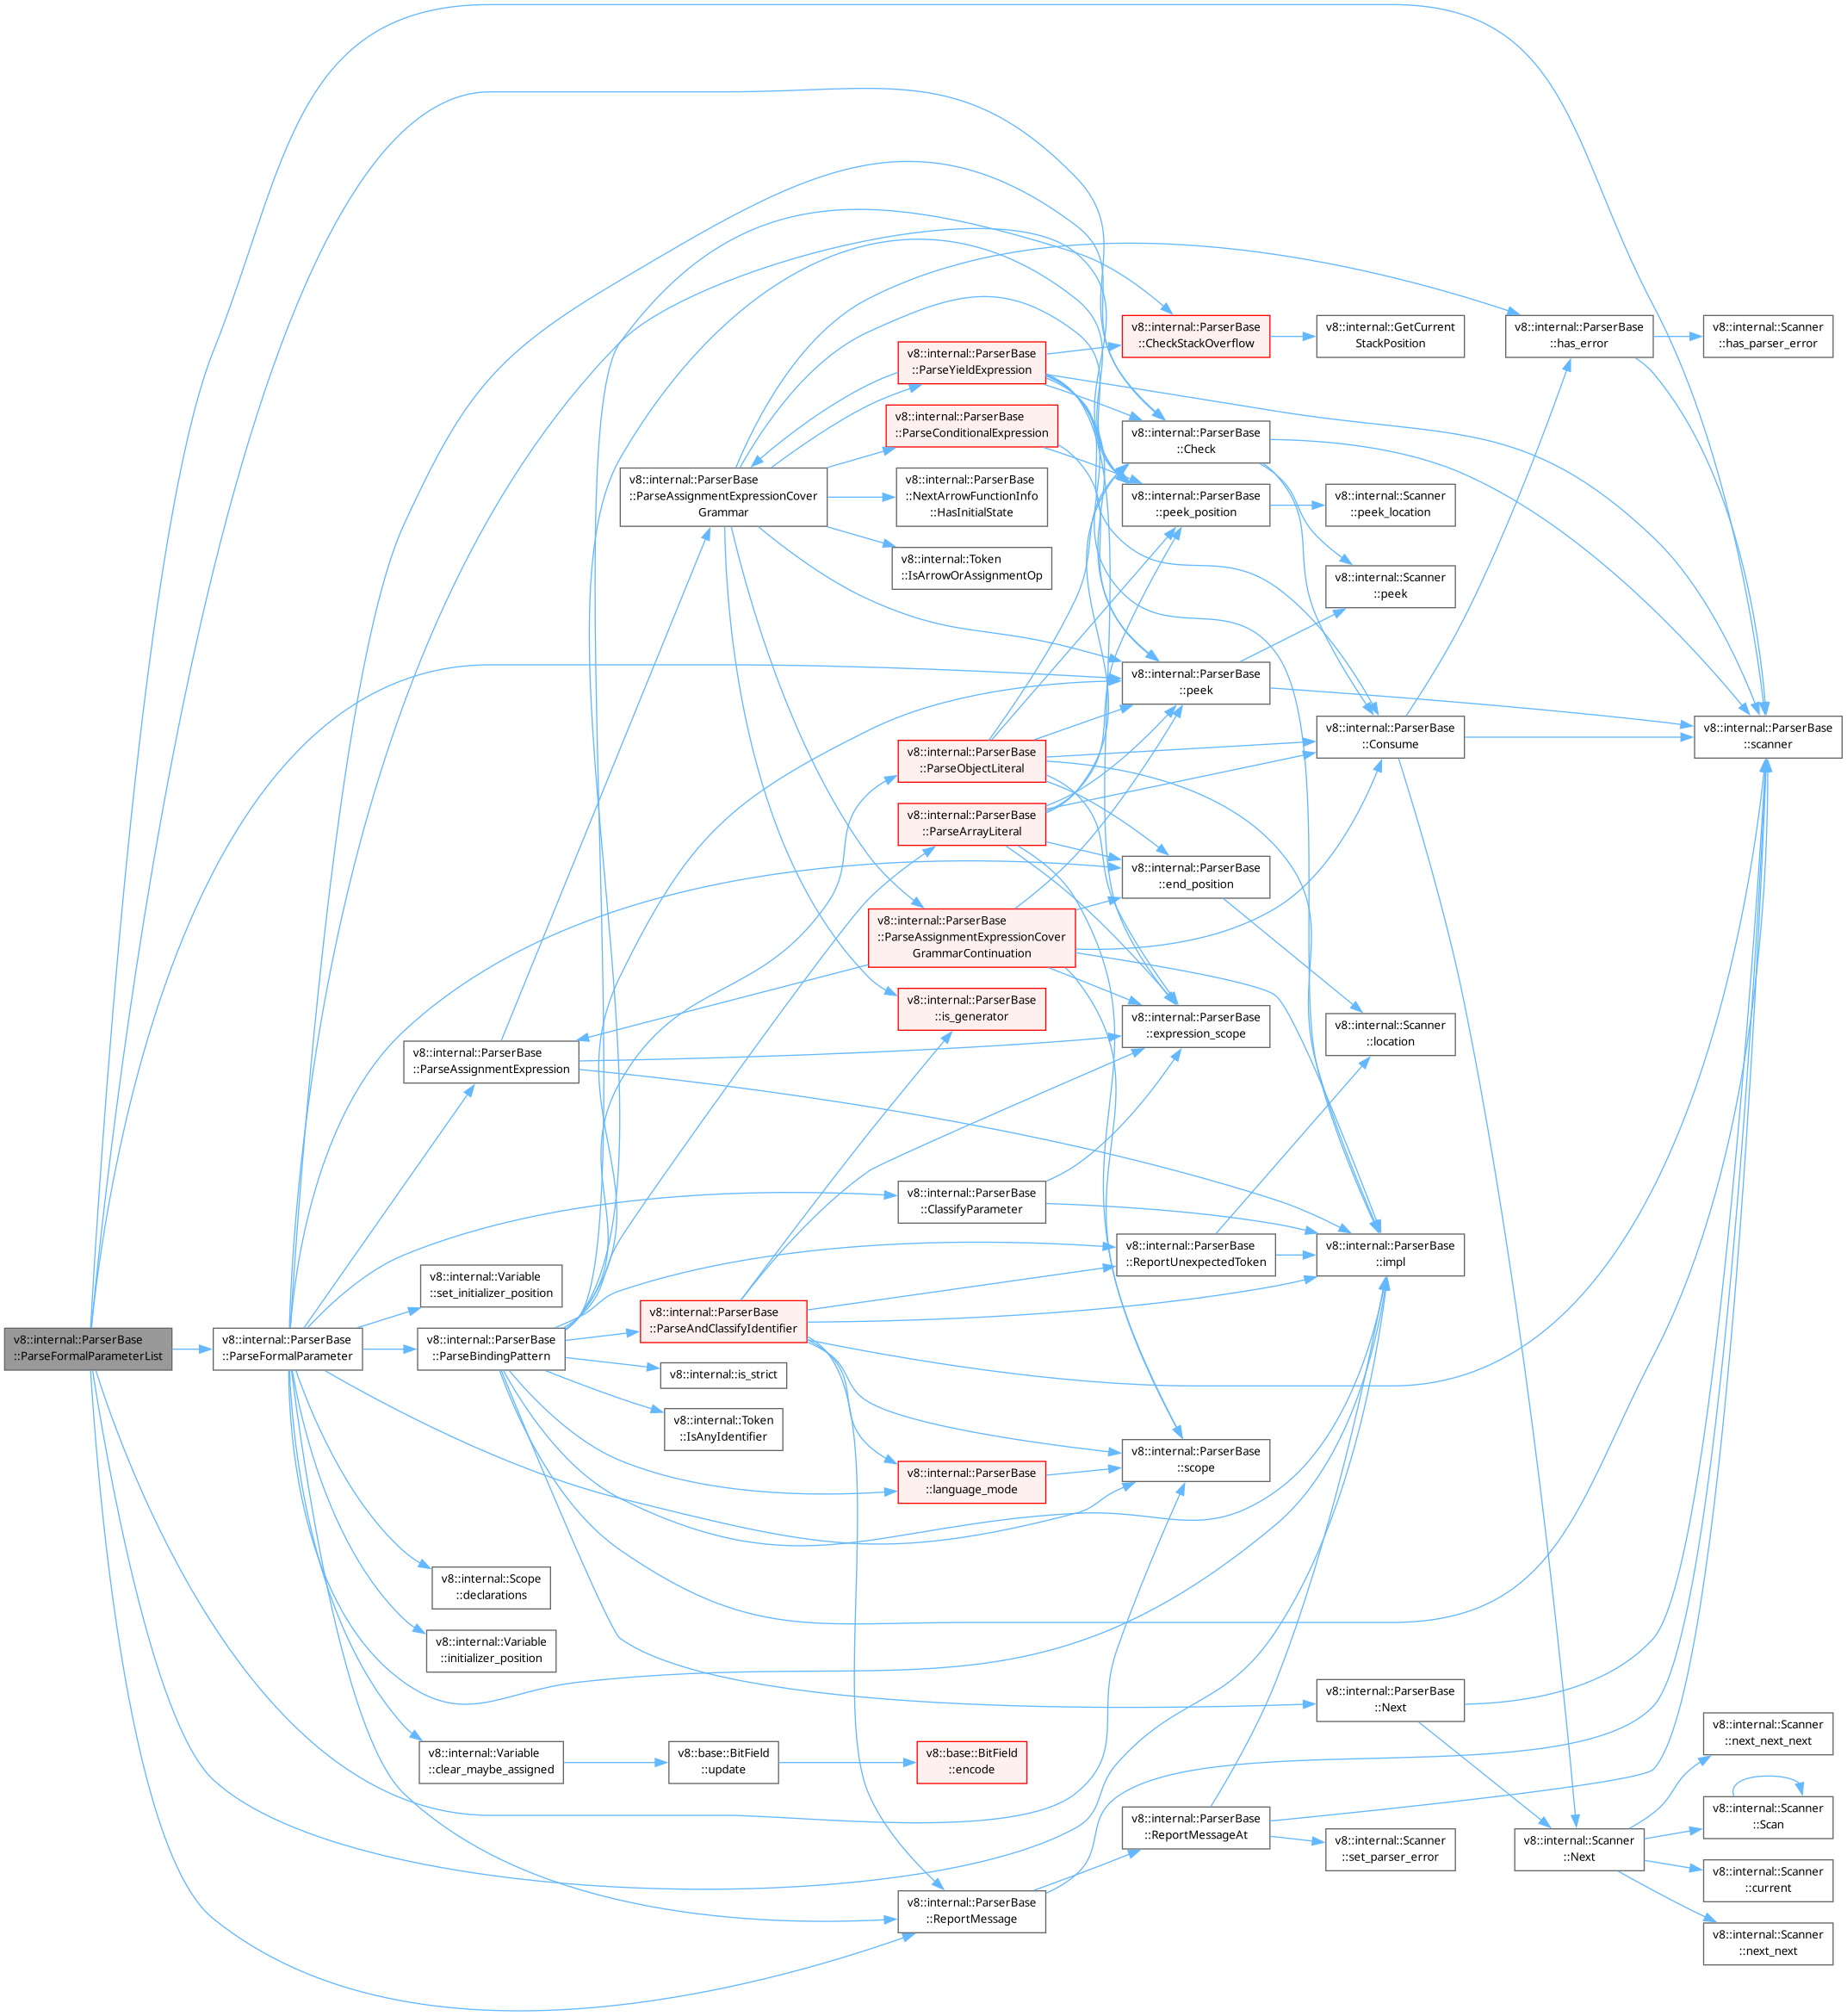 v8::internal::ParserBase
::ParseFormalParameterList
v8::internal::ParserBase
::ParseFormalParameter
v8::internal::ParserBase
::ParseAssignmentExpression
v8::internal::Variable
::set_initializer_position
v8::internal::ParserBase
::ParseBindingPattern
v8::internal::Scope
::declarations
v8::internal::Variable
::initializer_position
v8::internal::Variable
::clear_maybe_assigned
v8::internal::ParserBase
::ParseAssignmentExpressionCover
Grammar
v8::internal::ParserBase
::ParseAndClassifyIdentifier
v8::internal::is_strict
v8::internal::Token
::IsAnyIdentifier
v8::base::BitField
::update
v8::internal::ParserBase
::ParseYieldExpression
v8::internal::ParserBase
::ParseConditionalExpression
v8::internal::ParserBase
::NextArrowFunctionInfo
::HasInitialState
v8::internal::Token
::IsArrowOrAssignmentOp
v8::internal::ParserBase
::ParseObjectLiteral
v8::internal::ParserBase
::ParseArrayLiteral
v8::internal::ParserBase
::ParseAssignmentExpressionCover
GrammarContinuation
v8::internal::ParserBase
::is_generator
v8::internal::ParserBase
::ClassifyParameter
v8::internal::ParserBase
::language_mode
v8::base::BitField
::encode
v8::internal::ParserBase
::ReportMessage
v8::internal::ParserBase
::CheckStackOverflow
v8::internal::ParserBase
::Check
v8::internal::ParserBase
::peek_position
v8::internal::ParserBase
::peek
v8::internal::ParserBase
::end_position
v8::internal::ParserBase
::expression_scope
v8::internal::ParserBase
::ReportUnexpectedToken
v8::internal::ParserBase
::scope
v8::internal::ParserBase
::ReportMessageAt
v8::internal::GetCurrent
StackPosition
v8::internal::Scanner
::peek_location
v8::internal::Scanner
::peek
v8::internal::ParserBase
::Consume
v8::internal::Scanner
::location
v8::internal::ParserBase
::impl
v8::internal::ParserBase
::Next
v8::internal::Scanner
::set_parser_error
v8::internal::ParserBase
::has_error
v8::internal::Scanner
::Next
v8::internal::Scanner
::has_parser_error
v8::internal::ParserBase
::scanner
v8::internal::Scanner
::next_next_next
v8::internal::Scanner
::Scan
v8::internal::Scanner
::current
v8::internal::Scanner
::next_next